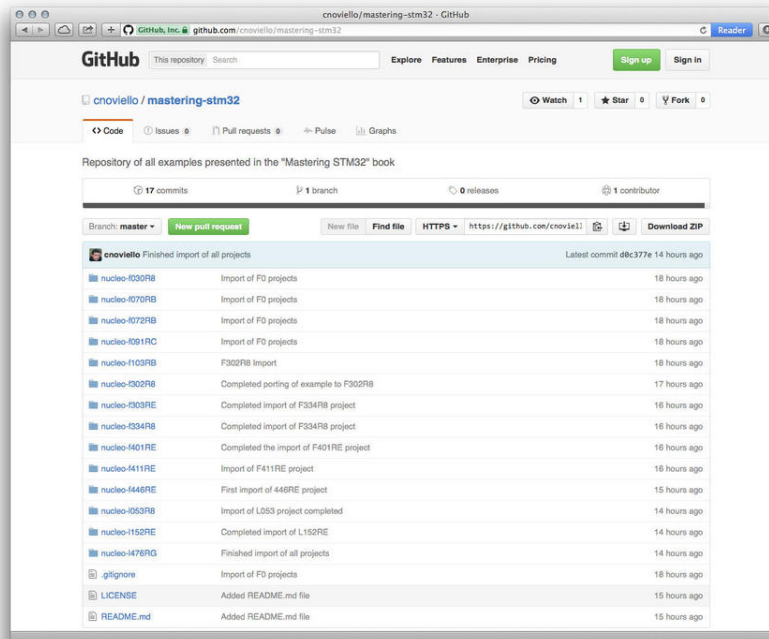 cnoviello/mastering-stm32 · GitHub
GitHub, Inc. github.com/cnoviello/mastering-stm32 Reader
GitHub This repository Search Explore Features Enterprise Pricing Sign up Sign in
cnoviello / mastering-stm32 Watch 1 Star 0 Fork 0
<> Code Issues 0 Pull requests 0 Pulse Graphs
Repository of all examples presented in the "Mastering STM32" book
17 commits 1 branch 0 releases 1 contributor
Branch: master New pull request New file Find file HTTPS https://github.com/cnoviell Download ZIP
cnoviello Finished import of all projects Latest commit d0c377e 14 hours ago
nucleo-f030R8 Import of F0 projects 18 hours ago
nucleo-f070RB Import of F0 projects 18 hours ago
nucleo-f072RB Import of F0 projects 18 hours ago
nucleo-f091RC Import of F0 projects 18 hours ago
nucleo-f103RB F302R8 Import 18 hours ago
nucleo-f302R8 Completed porting of example to F302R8 17 hours ago
nucleo-f303RE Completed import of F334R8 project 16 hours ago
nucleo-f334R8 Completed import of F334R8 project 16 hours ago
nucleo-f401RE Completed the import of F401RE project 16 hours ago
nucleo-f411RE Import of F411RE project 16 hours ago
nucleo-f446RE First import of 446RE project 15 hours ago
nucleo-l053R8 Import of L053 project completed 14 hours ago
nucleo-l152RE Completed import of L152RE 14 hours ago
nucleo-l476RG Finished import of all projects 14 hours ago
.gitignore Import of F0 projects 18 hours ago
LICENSE Added README.md file 15 hours ago
README.md Added README.md file 15 hours ago